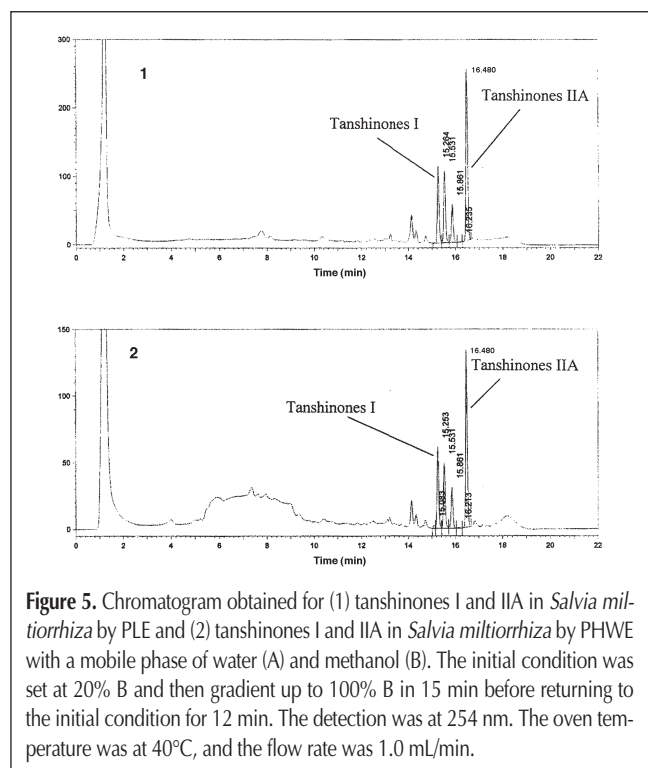 300
200
100
0
1
Tanshinones I
15.264
15.531
15.861
16.235
16.480
Tanshinones IIA
0 2 4 6 8 10 12 14 16 18 20 22
Time (min)
150
100
50
0
2
Tanshinones I
15.083
15.253
15.531
15.861
16.213
16.480
Tanshinones IIA
0 2 4 6 8 10 12 14 16 18 20 22
Time (min)
Figure 5. Chromatogram obtained for (1) tanshinones I and IIA in Salvia mil-
tiorrhiza by PLE and (2) tanshinones I and IIA in Salvia miltiorrhiza by PHWE
with a mobile phase of water (A) and methanol (B). The initial condition was
set at 20% B and then gradient up to 100% B in 15 min before returning to
the initial condition for 12 min. The detection was at 254 nm. The oven tem-
perature was at 40°C, and the flow rate was 1.0 mL/min.